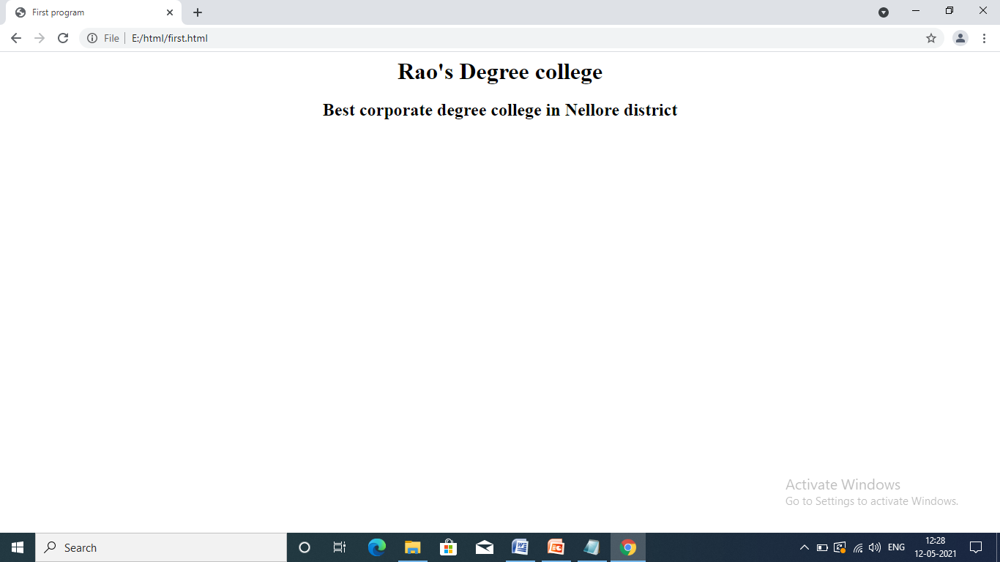 First program
File E:/html/first.html
Rao's Degree college
Best corporate degree college in Nellore district
Activate Windows
Go to Settings to activate Windows.
Search
ENG
12:28
12-05-2021